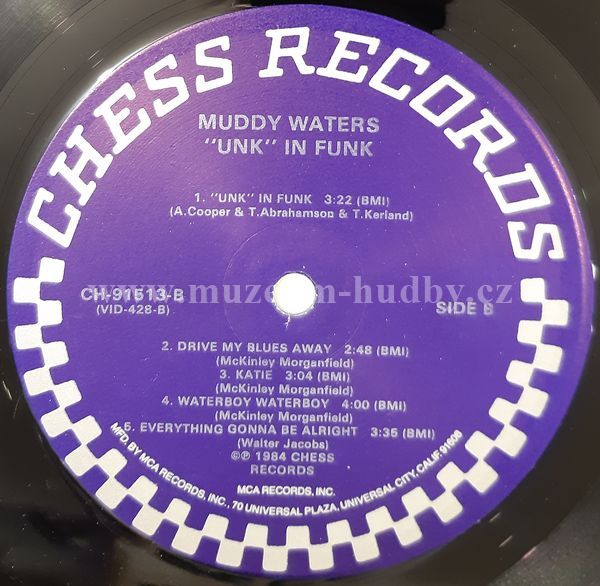 CHESS RECORDS
MUDDY WATERS
"UNK" IN FUNK
1. "UNK" IN FUNK 3:22 (BMI)
(A.Cooper & T.Abrahamson & T.Kerland)
www.muzeum-hudby.cz
CH-91513-B
(VID-428-B)
SIDE B
2. DRIVE MY BLUES AWAY 2:48 (BMI)
(McKinley Morganfield)
3. KATIE 3:04 (BMI)
(McKinley Morganfield)
4. WATERBOY WATERBOY 4:00 (BMI)
(McKinley Morganfield)
5. EVERYTHING GONNA BE ALRIGHT 3:35 (BMI)
(Walter Jacobs)
©℗ 1984 CHESS
RECORDS
MCA RECORDS, INC.
MFD. BY MCA RECORDS, INC., 70 UNIVERSAL PLAZA, UNIVERSAL CITY, CALIF. 91608